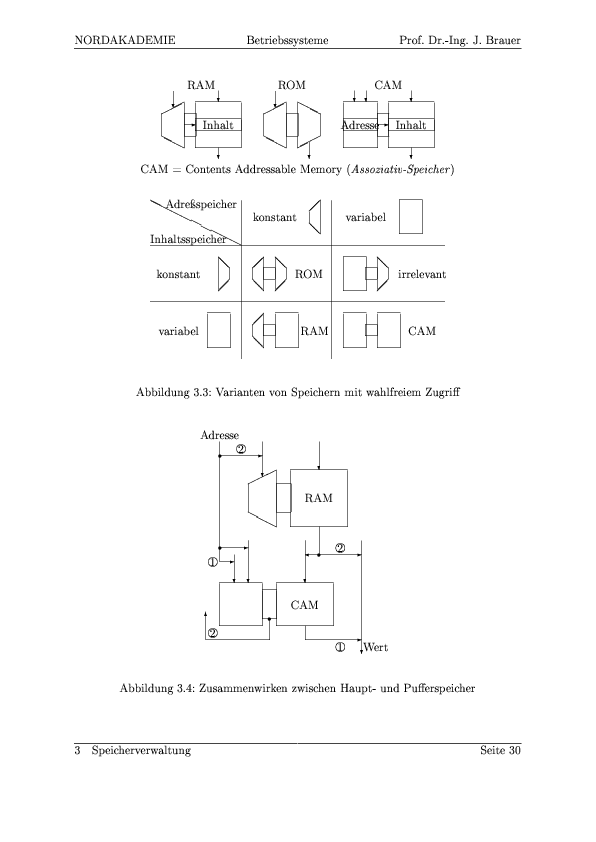 NORDAKADEMIE Betriebssysteme Prof. Dr.-Ing. J. Brauer
RAM ROM CAM
Inhalt Adresse Inhalt
CAM = Contents Addressable Memory (Assoziativ-Speicher)
Adreßspeicher
konstant variabel
Inhaltsspeicher
konstant ROM irrelevant
variabel RAM CAM
Abbildung 3.3: Varianten von Speichern mit wahlfreiem Zugriff
Adresse
②
RAM
②
①
CAM
②
① Wert
Abbildung 3.4: Zusammenwirken zwischen Haupt- und Pufferspeicher
3 Speicherverwaltung Seite 30